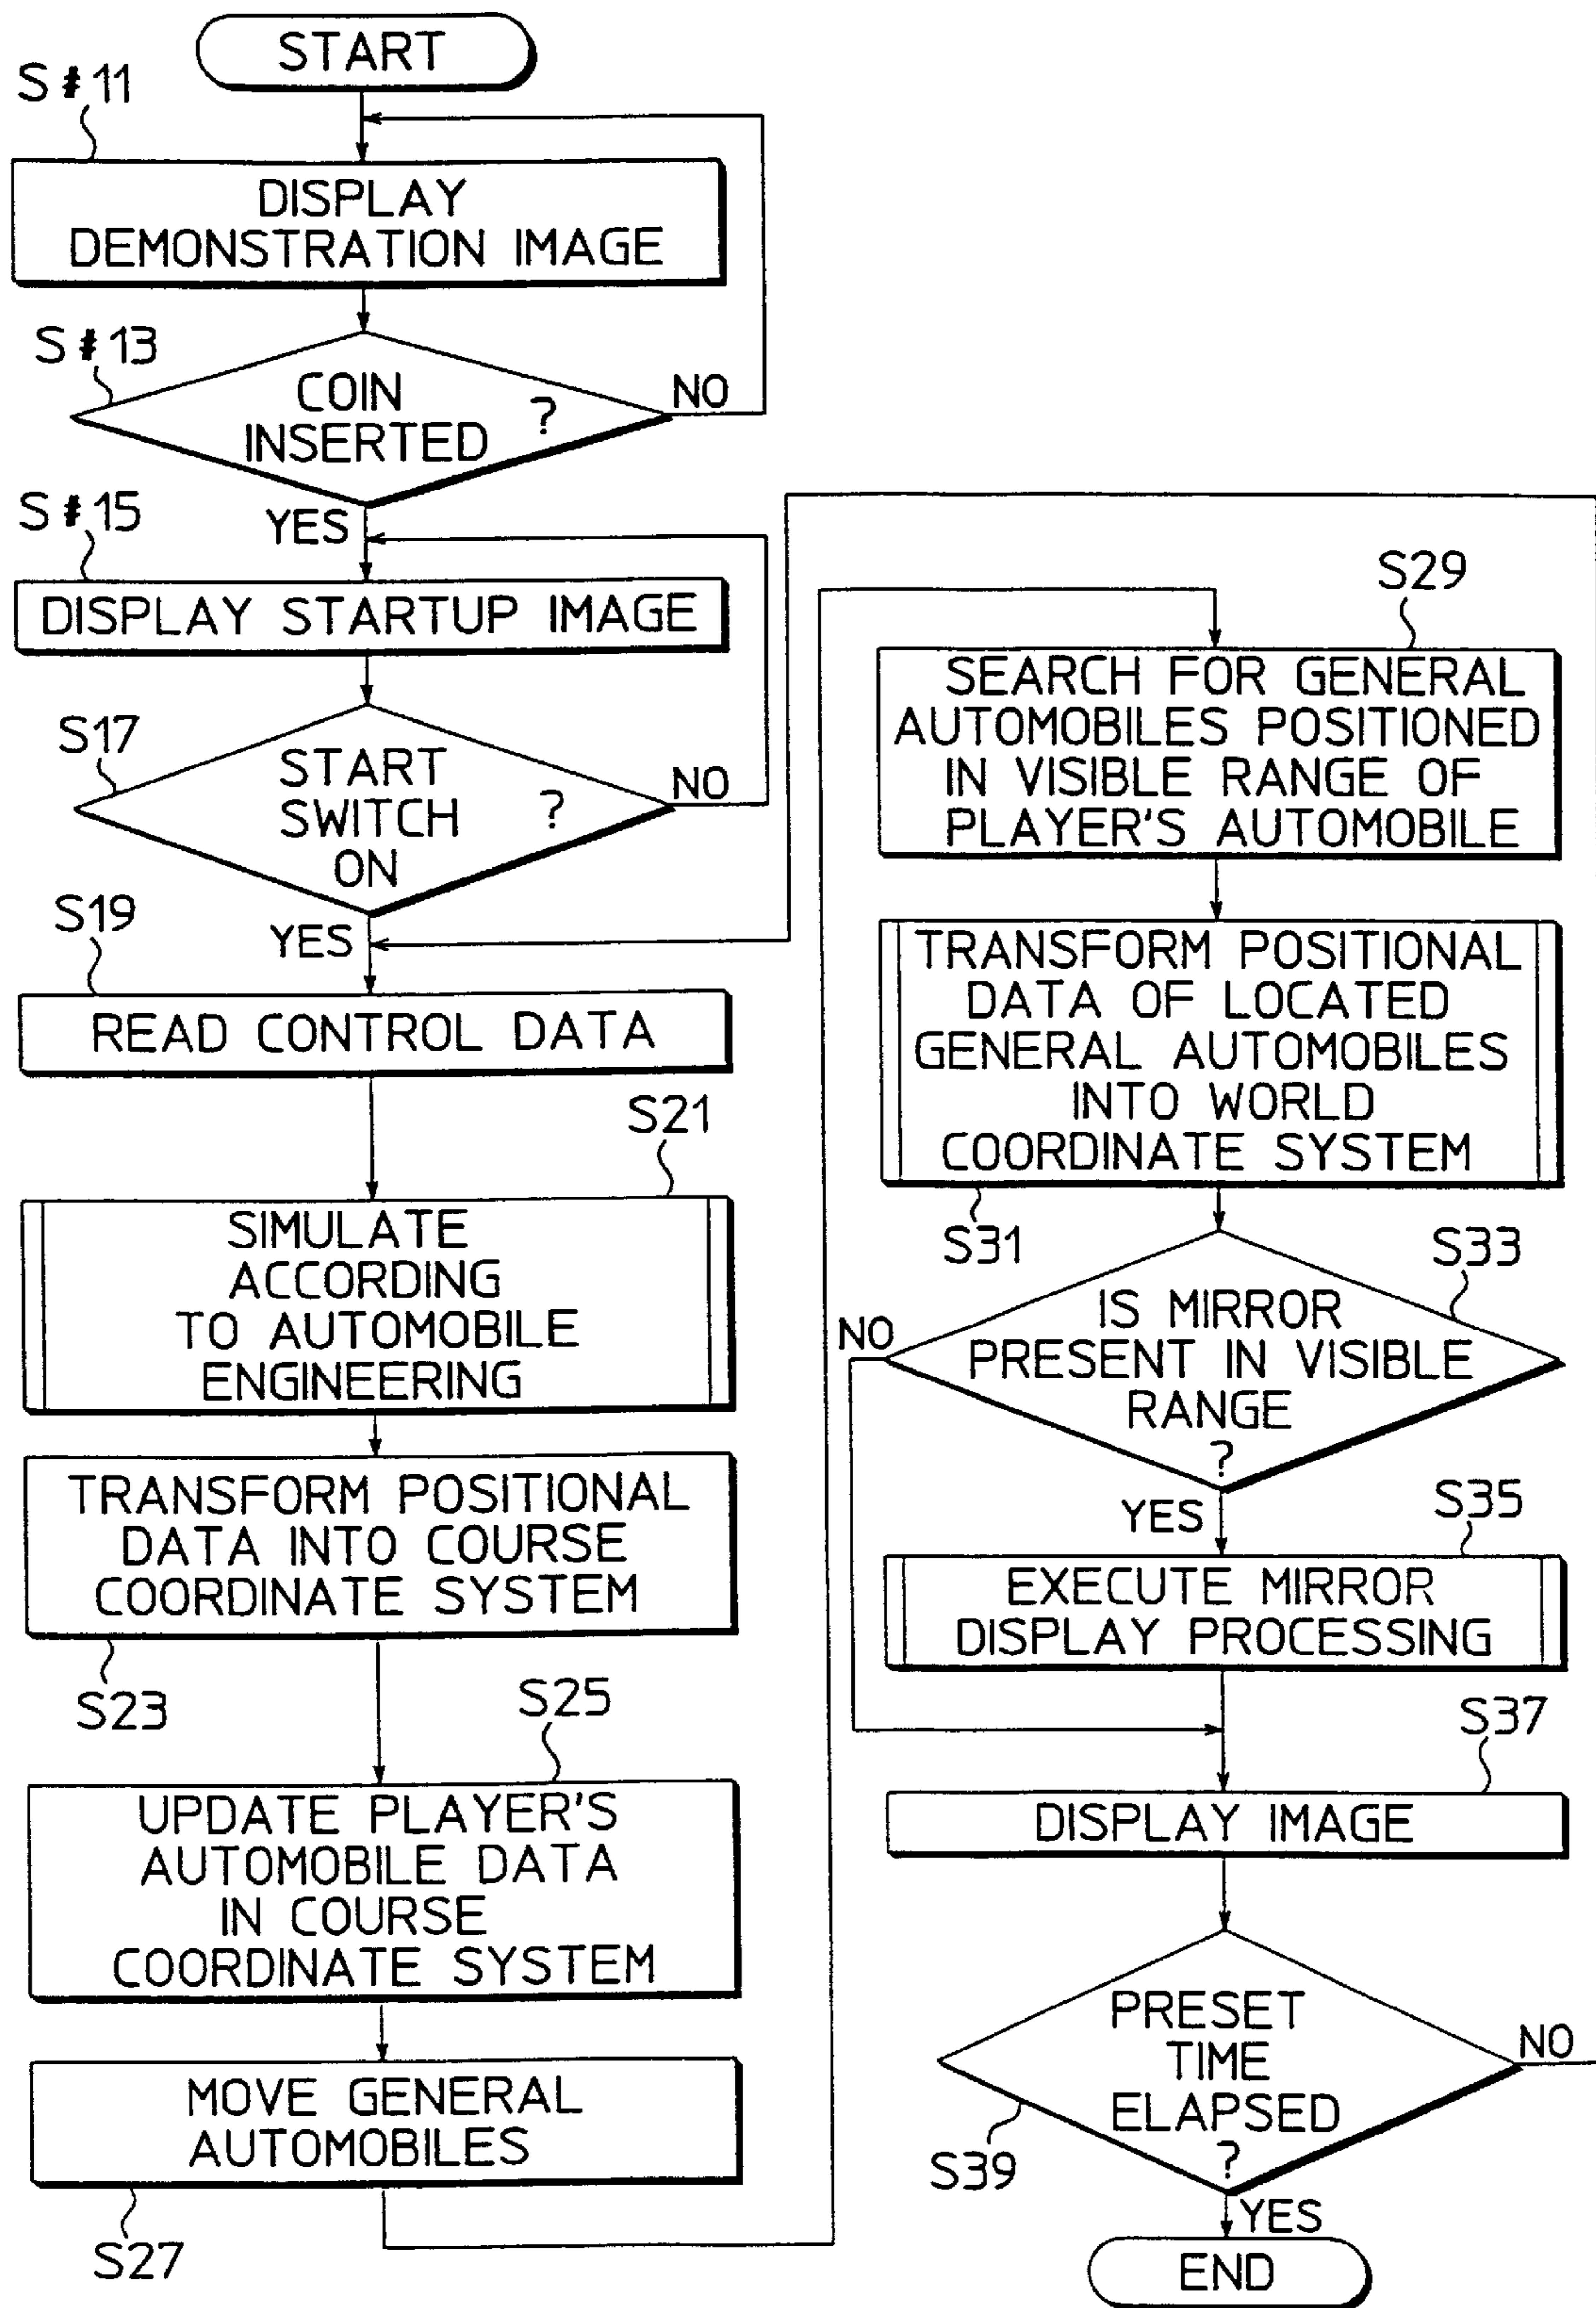 START
S#11
DISPLAY
DEMONSTRATION IMAGE
S#13
COIN
INSERTED ?
NO
YES
S#15
DISPLAY STARTUP IMAGE
S17
START
SWITCH ?
ON
NO
YES
S19
READ CONTROL DATA
S21
SIMULATE
ACCORDING
TO AUTOMOBILE
ENGINEERING
TRANSFORM POSITIONAL
DATA INTO COURSE
COORDINATE SYSTEM
S23
S25
UPDATE PLAYER'S
AUTOMOBILE DATA
IN COURSE
COORDINATE SYSTEM
MOVE GENERAL
AUTOMOBILES
S27
S29
SEARCH FOR GENERAL
AUTOMOBILES POSITIONED
IN VISIBLE RANGE OF
PLAYER'S AUTOMOBILE
TRANSFORM POSITIONAL
DATA OF LOCATED
GENERAL AUTOMOBILES
INTO WORLD
COORDINATE SYSTEM
S31
S33
IS MIRROR
PRESENT IN VISIBLE
RANGE
?
NO
YES
S35
EXECUTE MIRROR
DISPLAY PROCESSING
S37
DISPLAY IMAGE
PRESET
TIME
ELAPSED
?
NO
S39
YES
END